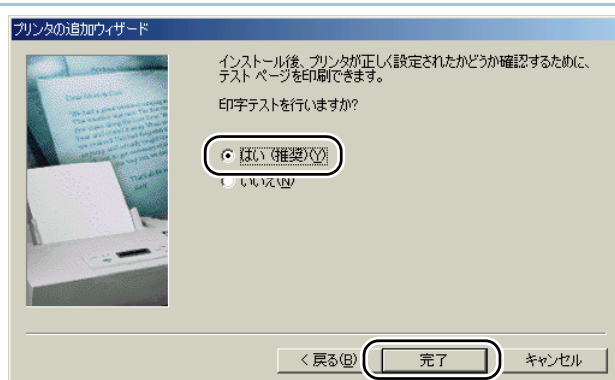 プリンタの追加ウィザード
インストール後、プリンタが正しく設定されたかどうか確認するために、
テスト ページを印刷できます。
印字テストを行いますか?
はい (推奨)(Y)
いいえ(N)
< 戻る(B)
完了
キャンセル